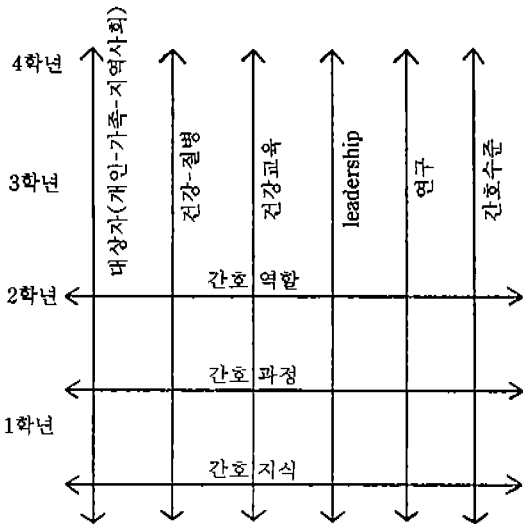 4학년
3학년
2학년
1학년
대상자(개인-가족-지역사회)
건강-질병
건강교육
leadership
연구
간호수준
간호 역할
간호 과정
간호 지식